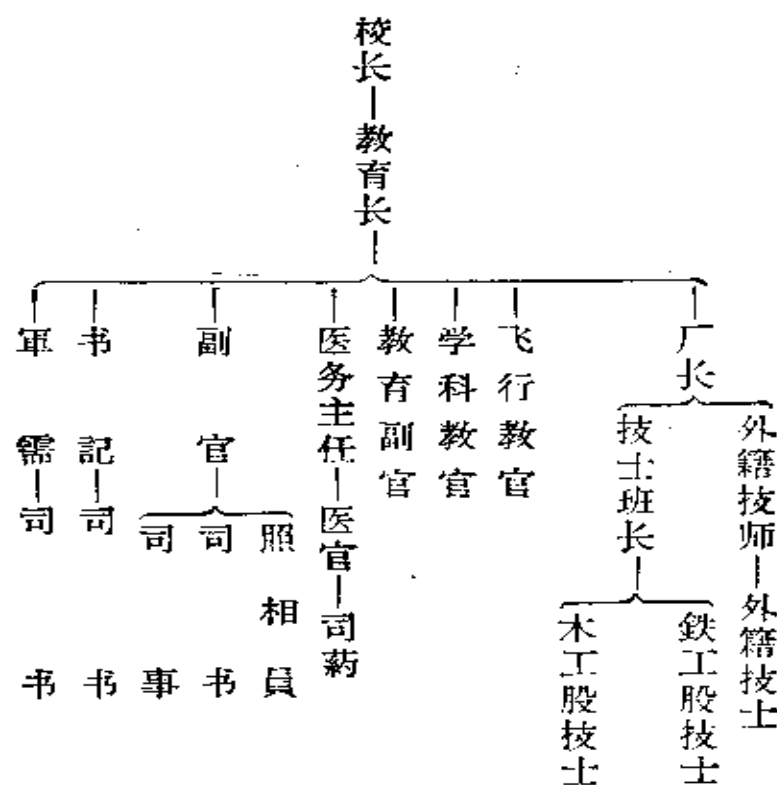 校长
教育长
厂长
外籍技师
外籍技士
技士班长
鉄工股技士
木工股技士
飞行教官
学科教官
教育副官
医务主任
医官
司药
副官
照相員
司书
司事
书記
司书
軍需
司书